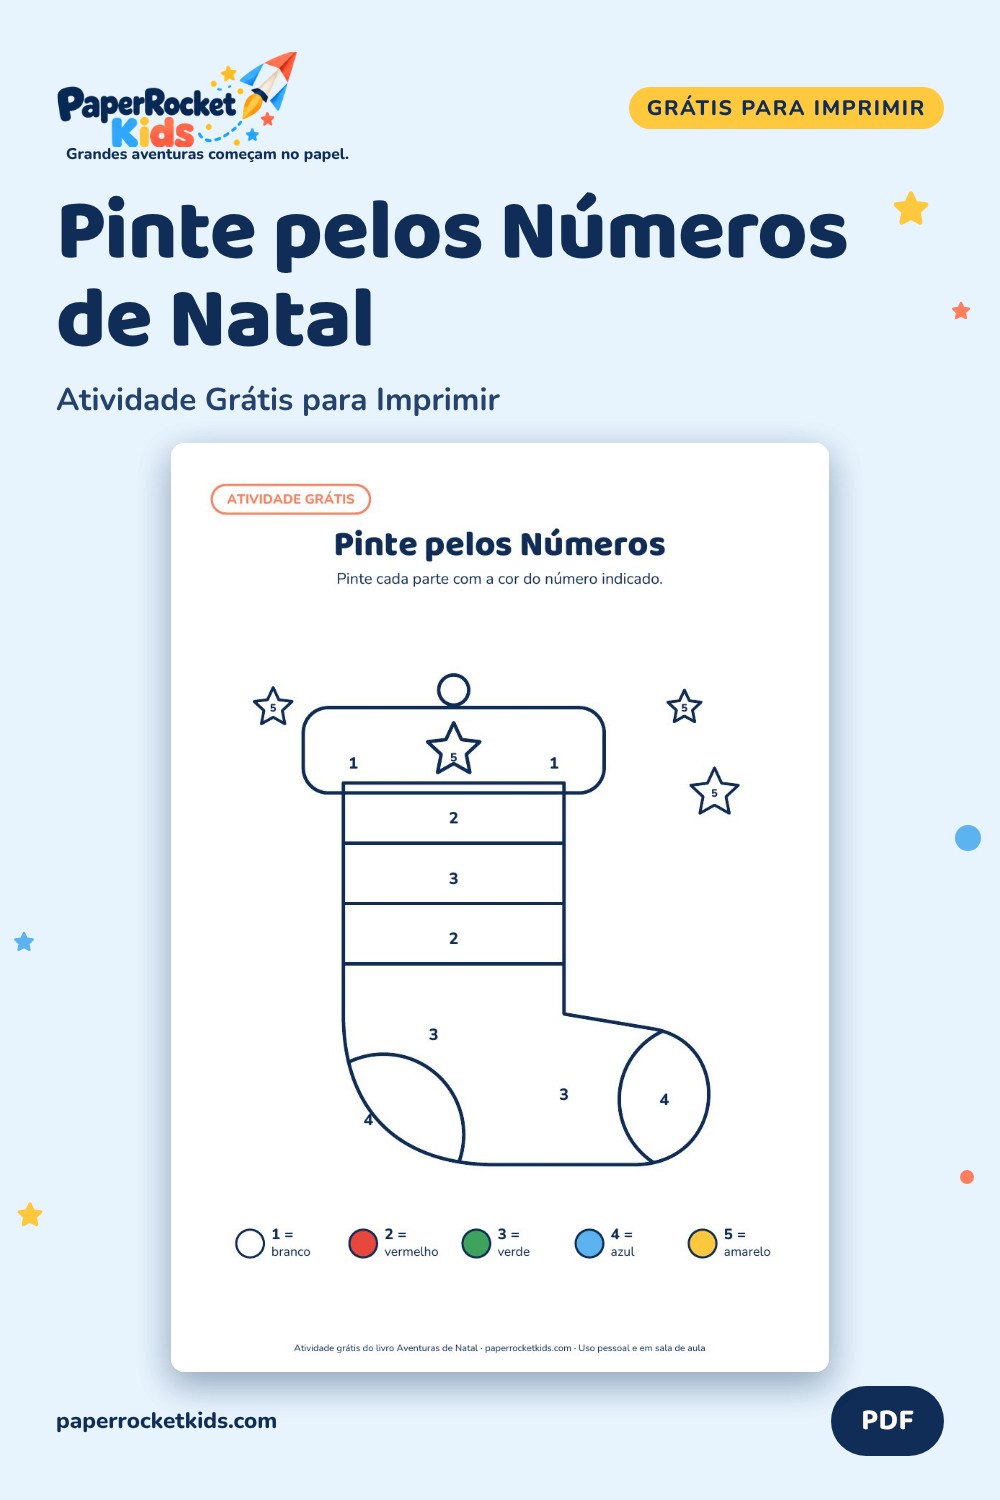 PaperRocket
Kids
Grandes aventuras começam no papel.
GRÁTIS PARA IMPRIMIR
Pinte pelos Números
de Natal
Atividade Grátis para Imprimir
ATIVIDADE GRÁTIS
Pinte pelos Números
Pinte cada parte com a cor do número indicado.
5
5
1
5
1
5
2
3
2
3
3
4
4
1 =
branco
2 =
vermelho
3 =
verde
4 =
azul
5 =
amarelo
Atividade grátis do livro Aventuras de Natal · paperrocketkids.com · Uso pessoal e em sala de aula
paperrocketkids.com
PDF